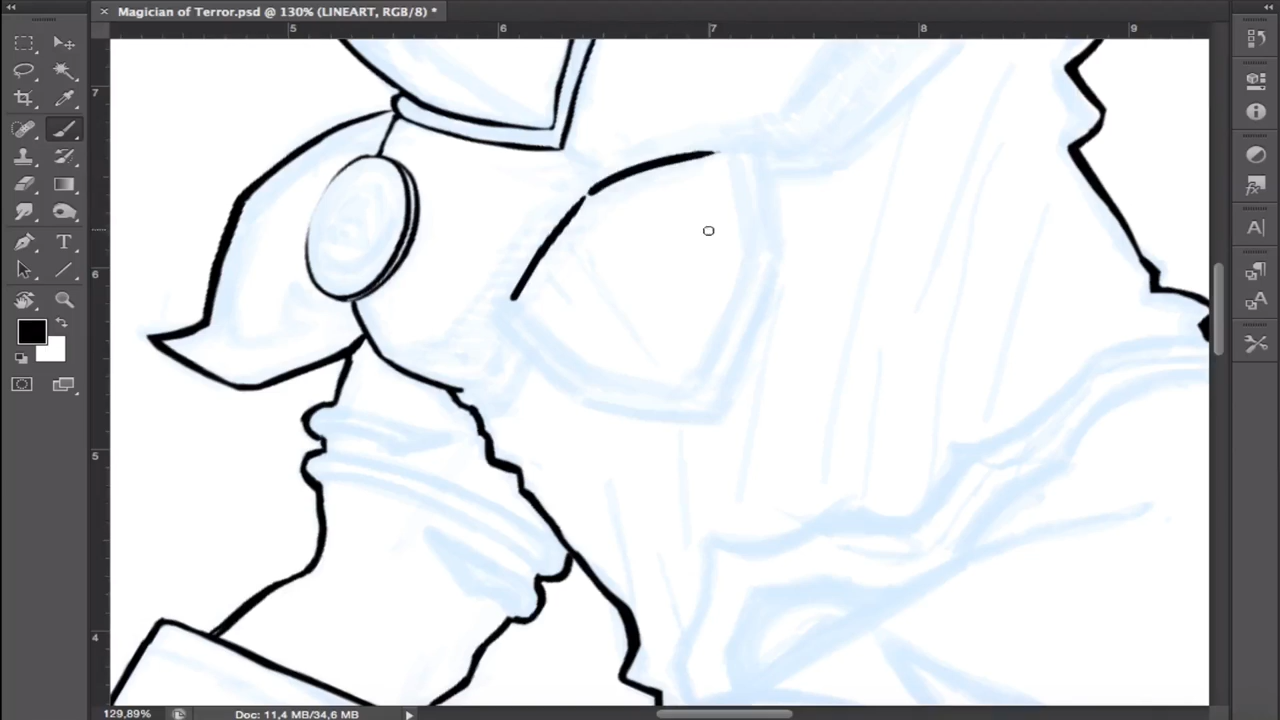 Magician of Terror.psd @ 130% (LINEART, RGB/8) *
5 6 7 8 9
7
6
5
4
T
fx
A
A
129,89% Doc: 11,4 MB/34,6 MB